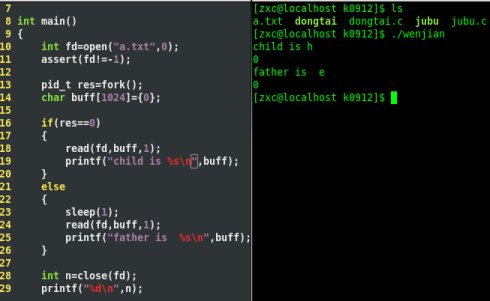 7
8 int main()
9 {
10 int fd=open("a.txt",0);
11 assert(fd!=-1);
12
13 pid_t res=fork();
14 char buff[1024]={0};
15
16 if(res==0)
17 {
18 read(fd,buff,1);
19 printf("child is %s\n",buff);
20 }
21 else
22 {
23 sleep(1);
24 read(fd,buff,1);
25 printf("father is  %s\n",buff);
26 }
27
28 int n=close(fd);
29 printf("%d\n",n);
[zxc@localhost k0912]$ ls
a.txt dongtai dongtai.c jubu jubu.c
[zxc@localhost k0912]$ ./wenjian
child is h
0
father is  e
0
[zxc@localhost k0912]$